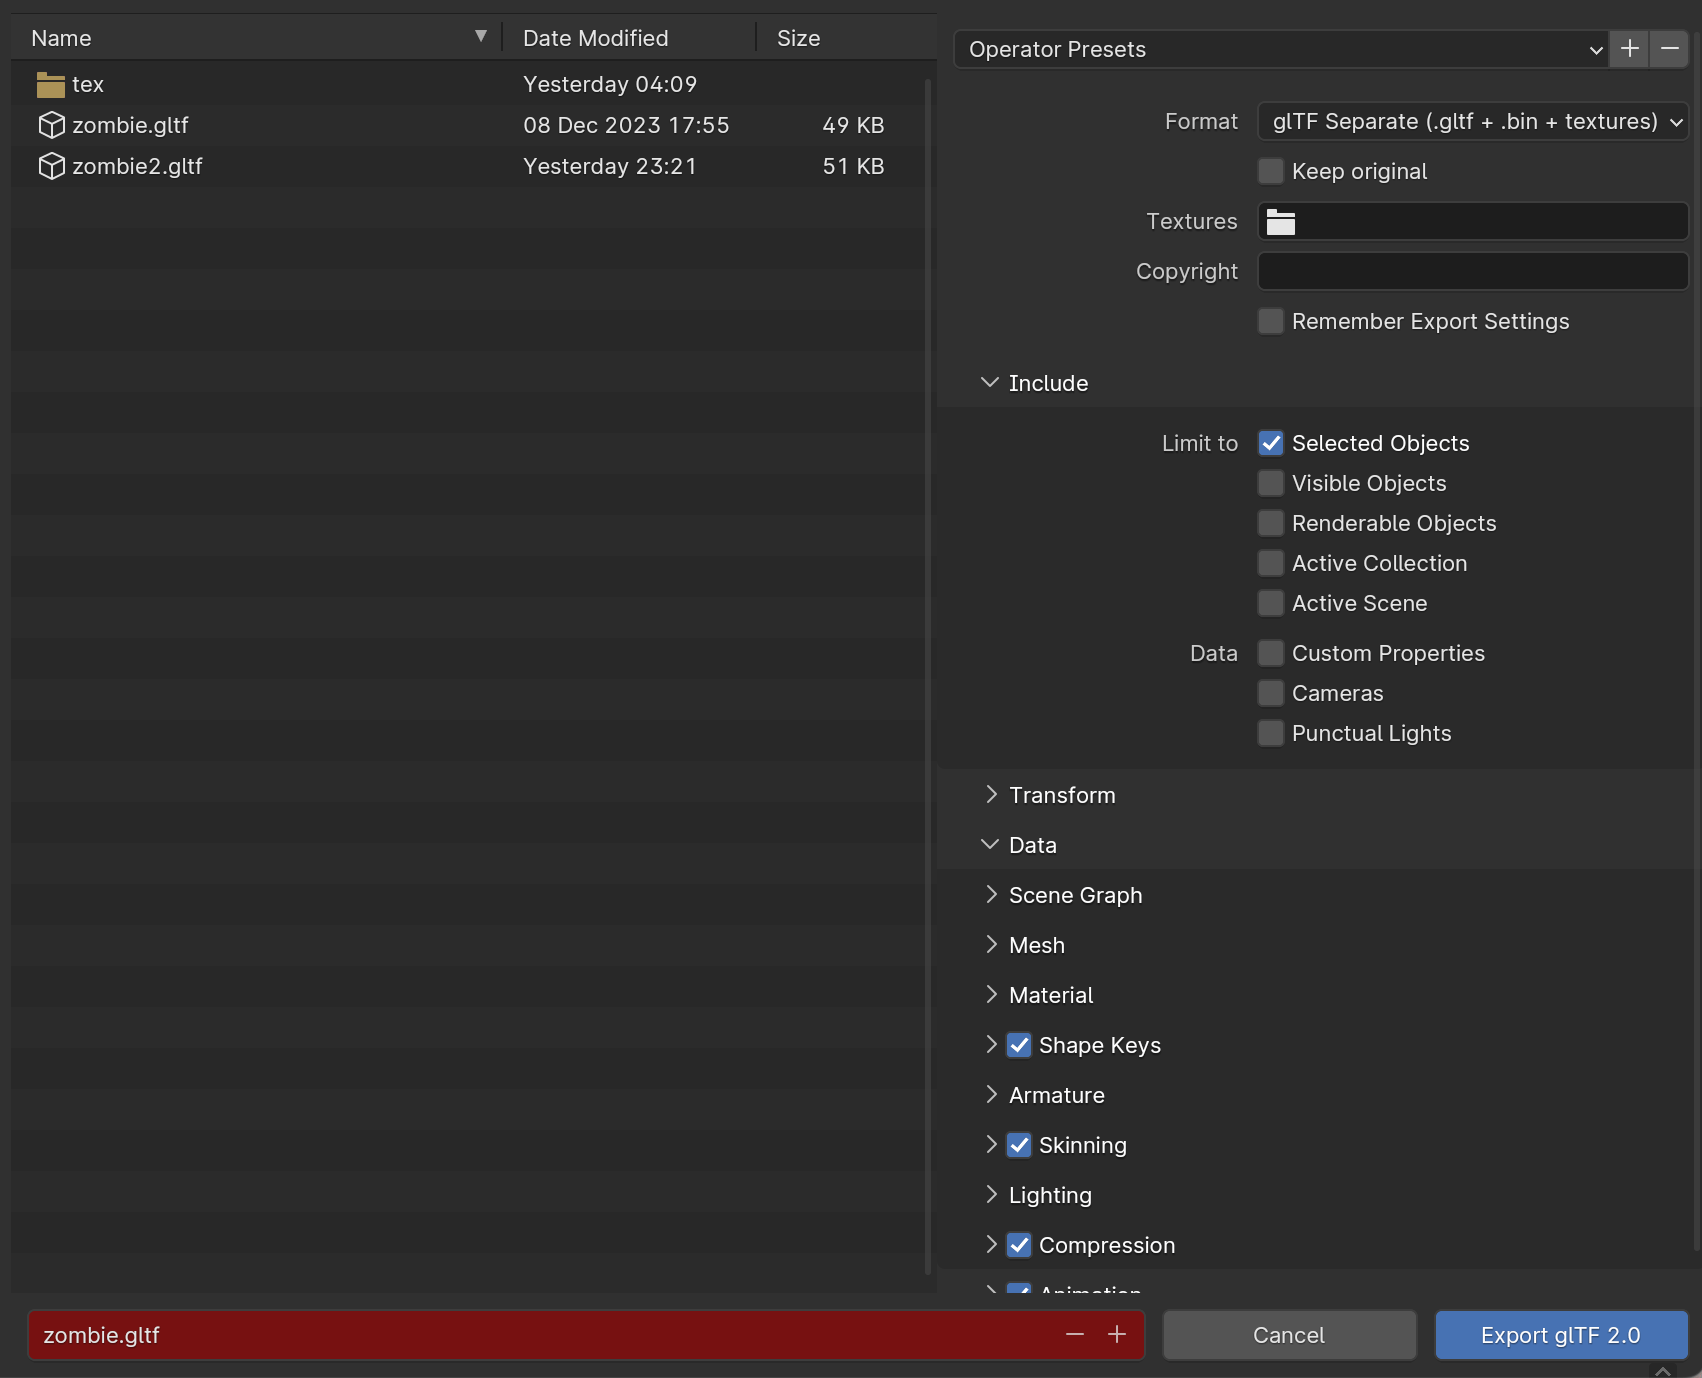 Name ▼ Date Modified Size
tex Yesterday 04:09
zombie.gltf 08 Dec 2023 17:55 49 KB
zombie2.gltf Yesterday 23:21 51 KB
Operator Presets
Format glTF Separate (.gltf + .bin + textures)
Keep original
Textures
Copyright
Remember Export Settings
Include
Limit to Selected Objects
Visible Objects
Renderable Objects
Active Collection
Active Scene
Data Custom Properties
Cameras
Punctual Lights
Transform
Data
Scene Graph
Mesh
Material
Shape Keys
Armature
Skinning
Lighting
Compression
Animation
zombie.gltf
Cancel
Export glTF 2.0